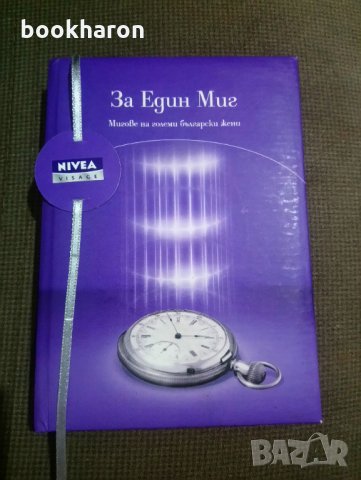 bookharon
За Един Миг
Мигове на големи български жени
NIVEA
VISAGE
BAZAR